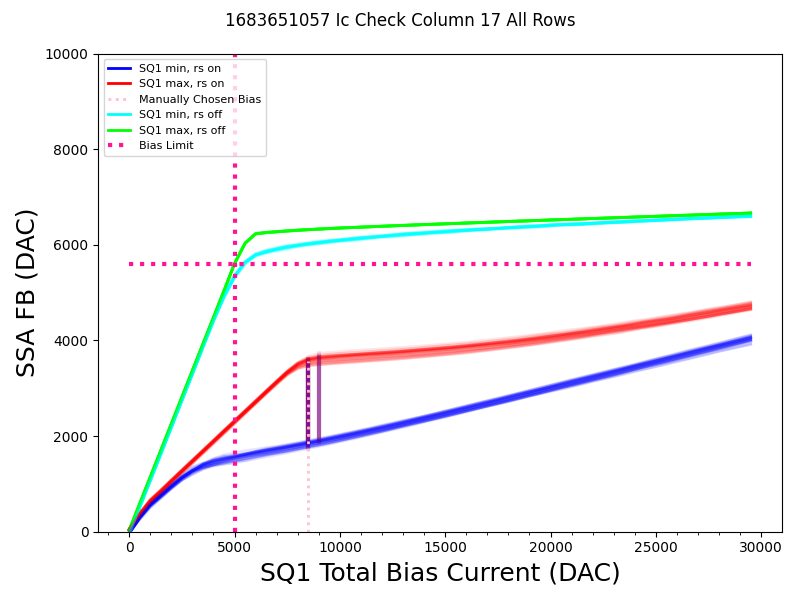 1683651057 Ic Check Column 17 All Rows
SSA FB (DAC)
10000
8000
6000
4000
2000
0
SQ1 min, rs on
SQ1 max, rs on
Manually Chosen Bias
SQ1 min, rs off
SQ1 max, rs off
Bias Limit
0 5000 10000 15000 20000 25000 30000
SQ1 Total Bias Current (DAC)